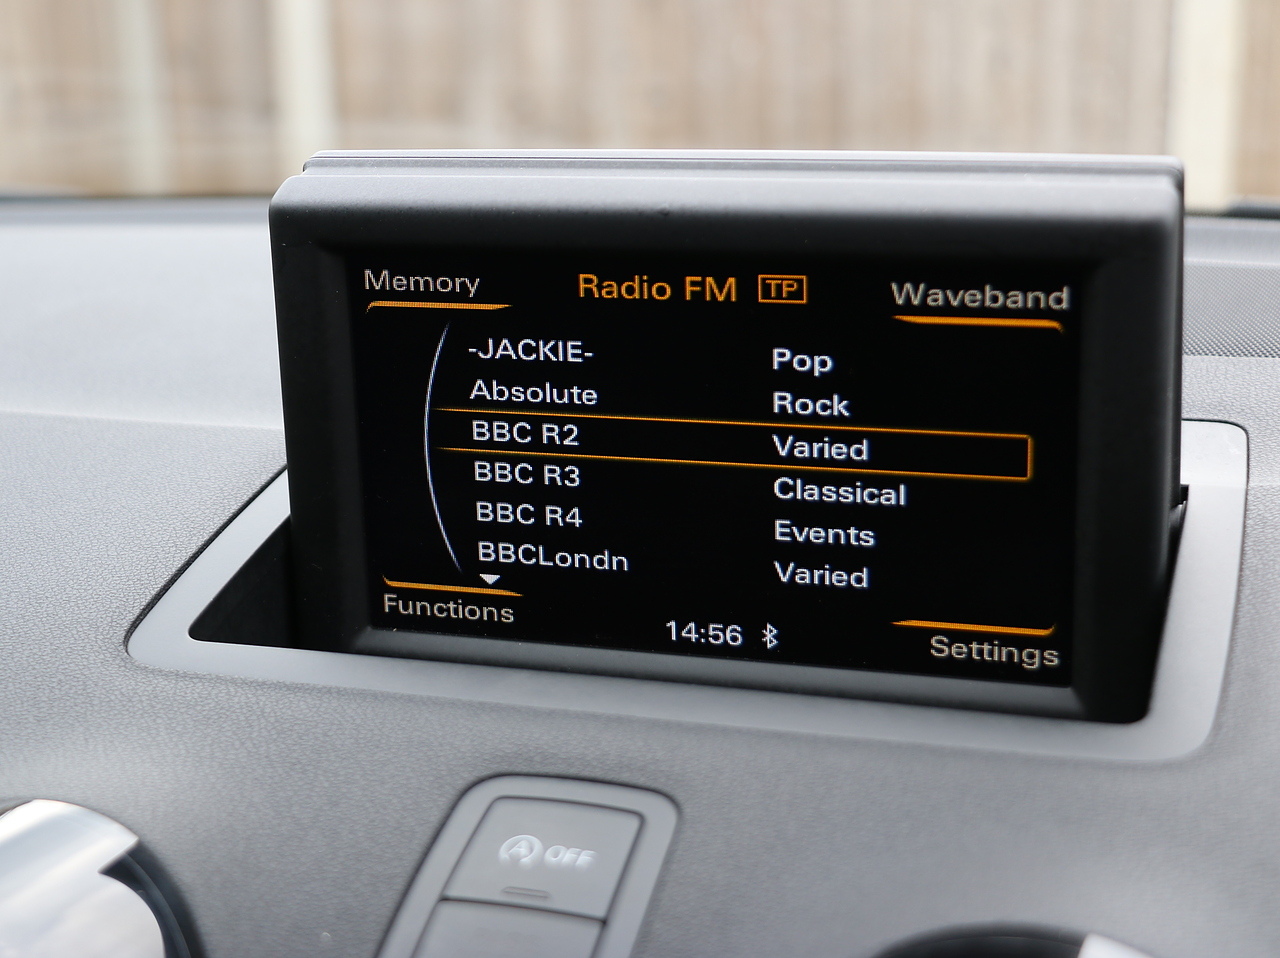 Memory Radio FM TP Waveband
-JACKIE- Pop
Absolute Rock
BBC R2 Varied
BBC R3 Classical
BBC R4 Events
BBCLondn Varied
Functions 14:56 Settings
A OFF